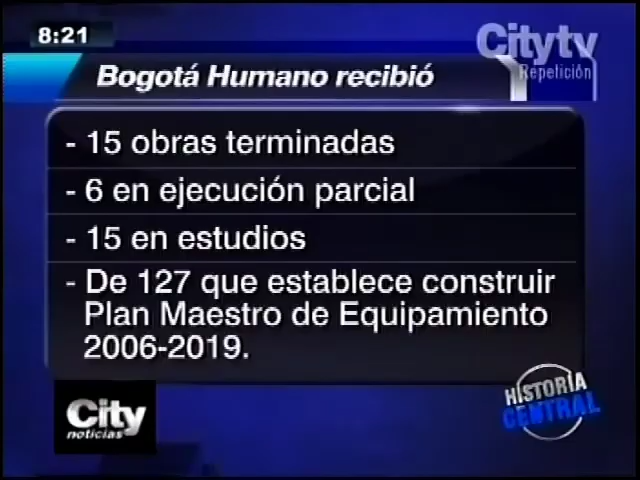 8:21
Citytv
Repetición
Bogotá Humano recibió
- 15 obras terminadas
- 6 en ejecución parcial
- 15 en estudios
- De 127 que establece construir
Plan Maestro de Equipamiento
2006-2019.
City
noticias
HISTORIA
CENTRAL